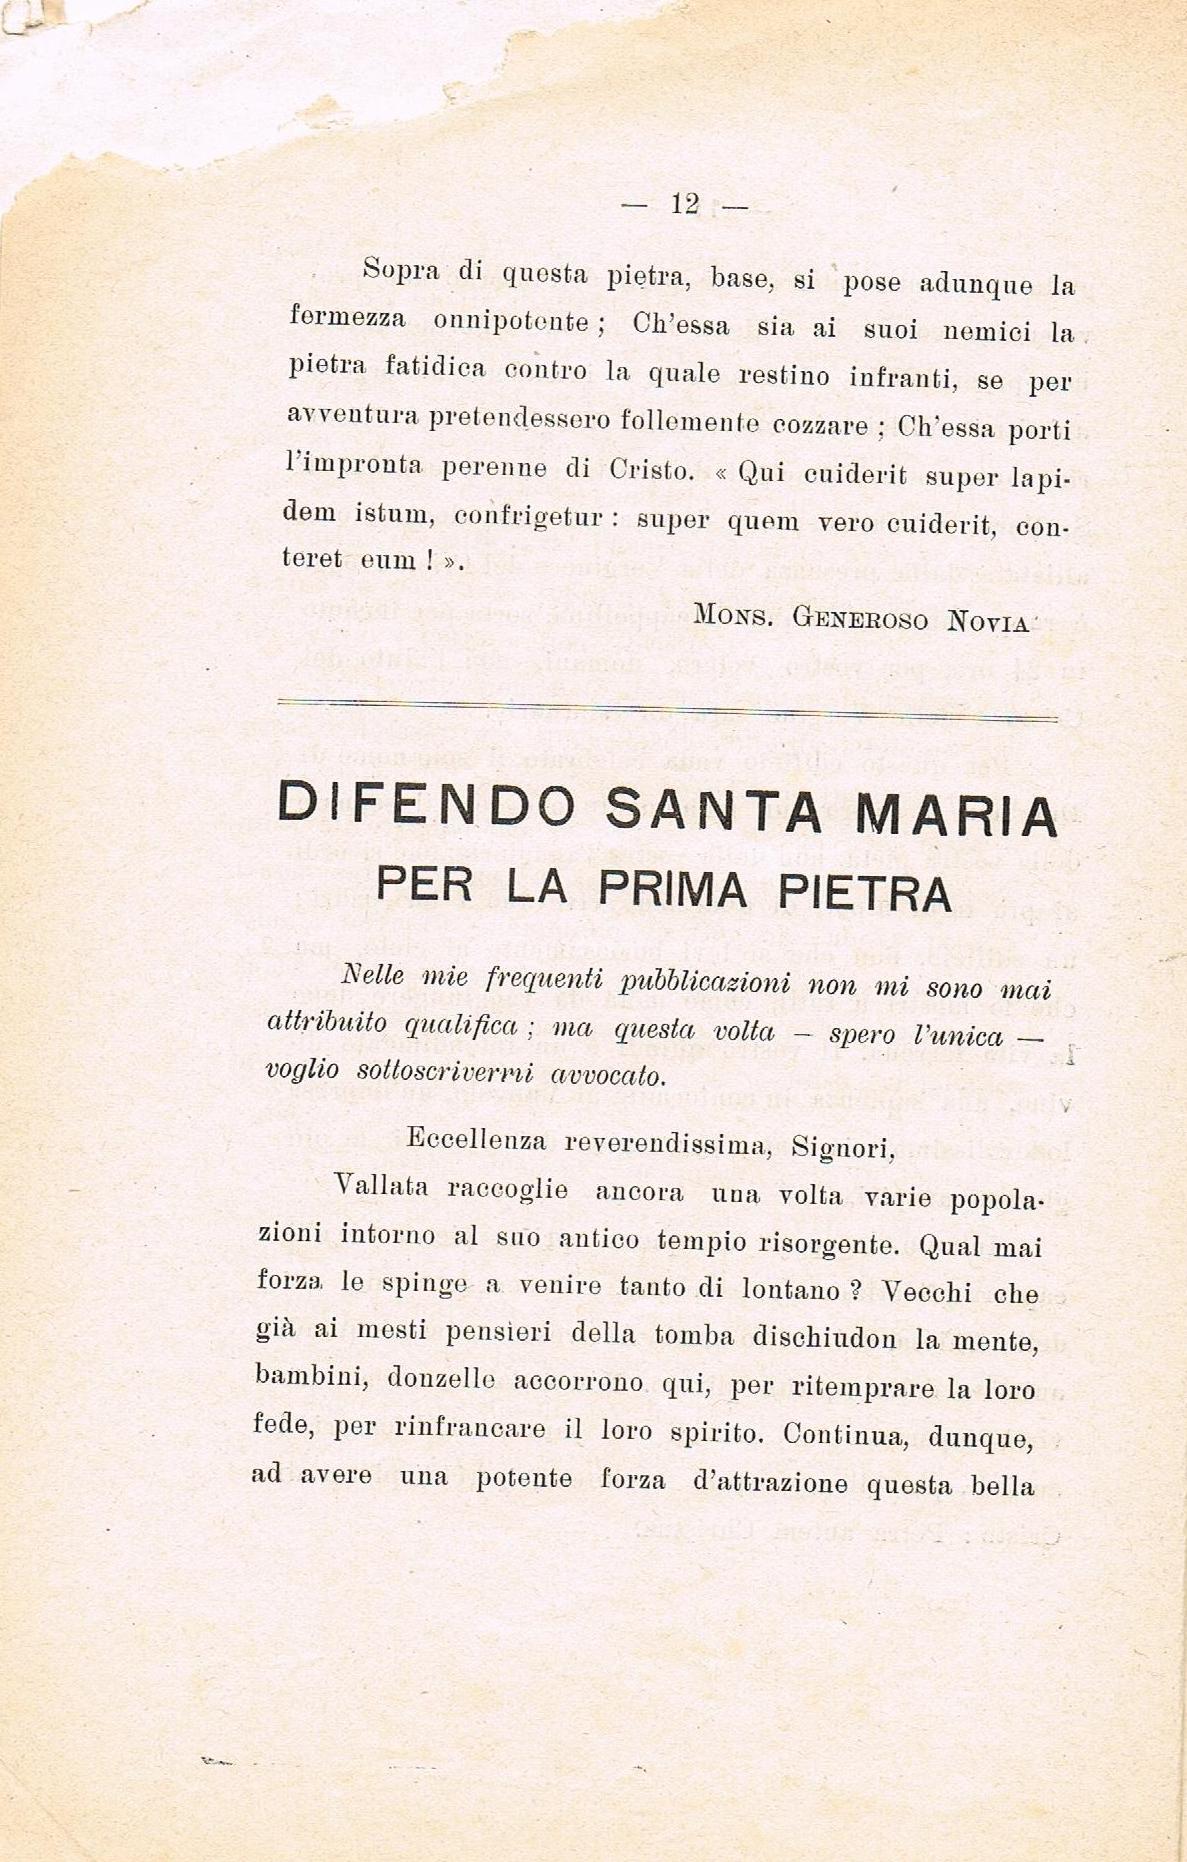 — 12 —
Sopra di questa pietra, base, si pose adunque la
fermezza onnipotente ; Ch'essa sia ai suoi nemici la
pietra fatidica contro la quale restino infranti, se per
avventura pretendessero follemente cozzare ; Ch'essa porti
l'impronta perenne di Cristo. « Qui cuiderit super lapi-
dem istum, confrigetur : super quem vero cuiderit, con-
teret eum ! ».
MONS. GENEROSO NOVIA
DIFENDO SANTA MARIA
PER LA PRIMA PIETRA
Nelle mie frequenti pubblicazioni non mi sono mai
attribuito qualifica ; ma questa volta — spero l'unica —
voglio sottoscrivermi avvocato.
Eccellenza reverendissima, Signori,
Vallata raccoglie ancora una volta varie popola-
zioni intorno al suo antico tempio risorgente. Qual mai
forza le spinge a venire tanto di lontano ? Vecchi che
già ai mesti pensieri della tomba dischiudon la mente,
bambini, donzelle accorrono qui, per ritemprare la loro
fede, per rinfrancare il loro spirito. Continua, dunque,
ad avere una potente forza d'attrazione questa bella